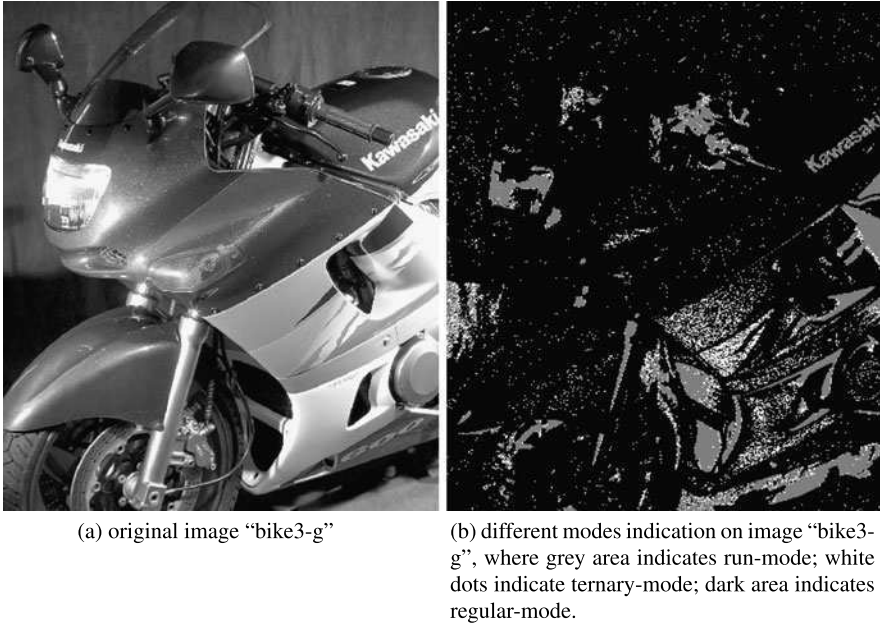 Kawasaki
Kawasaki
(a) original image “bike3-g”
(b) different modes indication on image “bike3-
g”, where grey area indicates run-mode; white
dots indicate ternary-mode; dark area indicates
regular-mode.